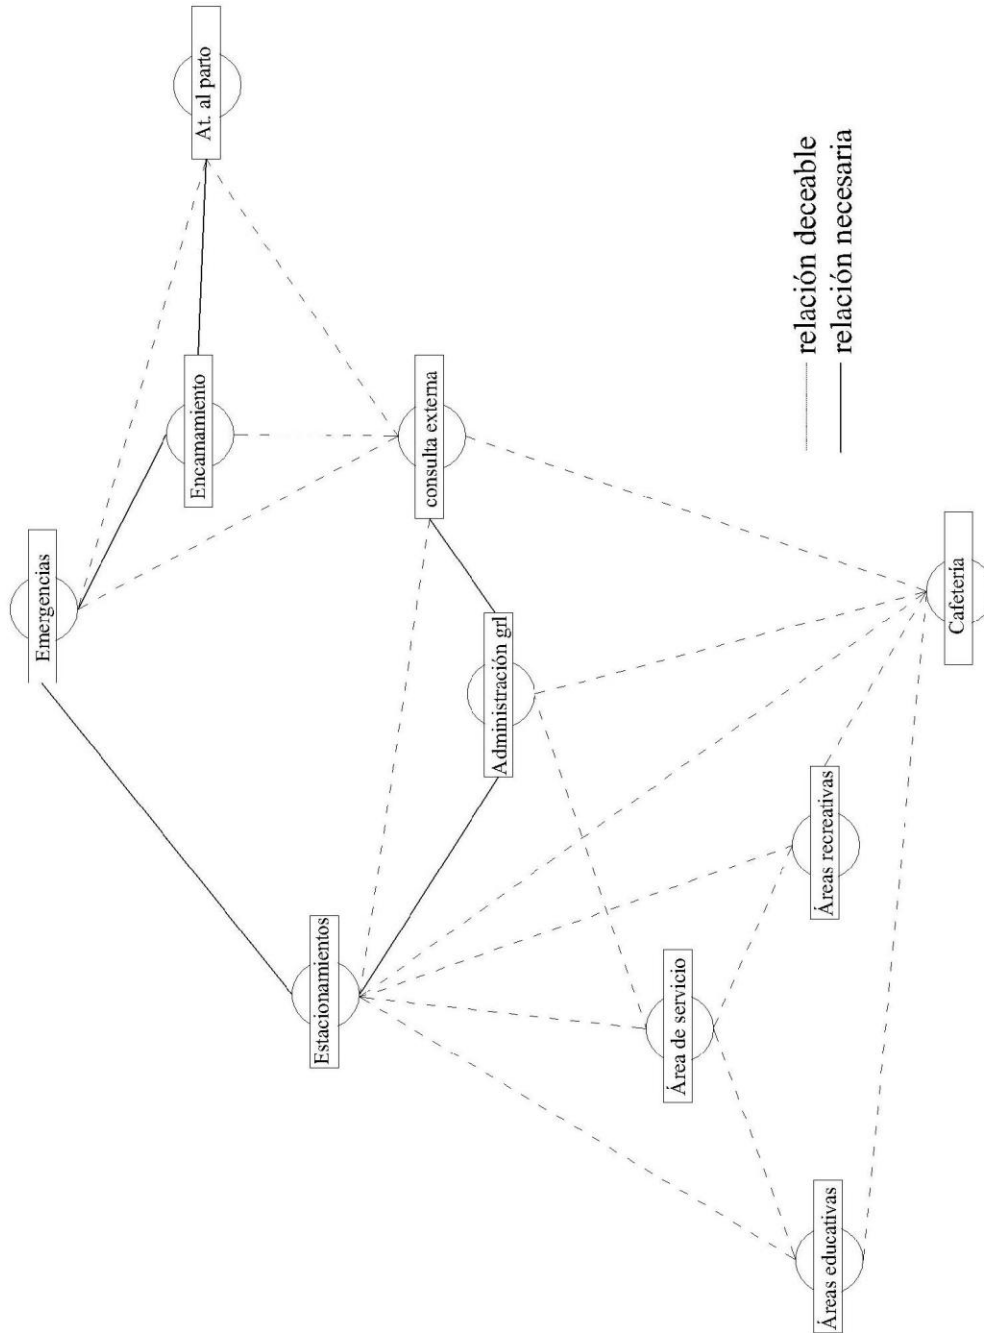 Emergencias
Encamamiento
At. al parto
Estacionamientos
consulta externa
Administración grl
Área de servicio
Áreas educativas
Áreas recreativas
relación deceable
relación necesaria
Cafetería